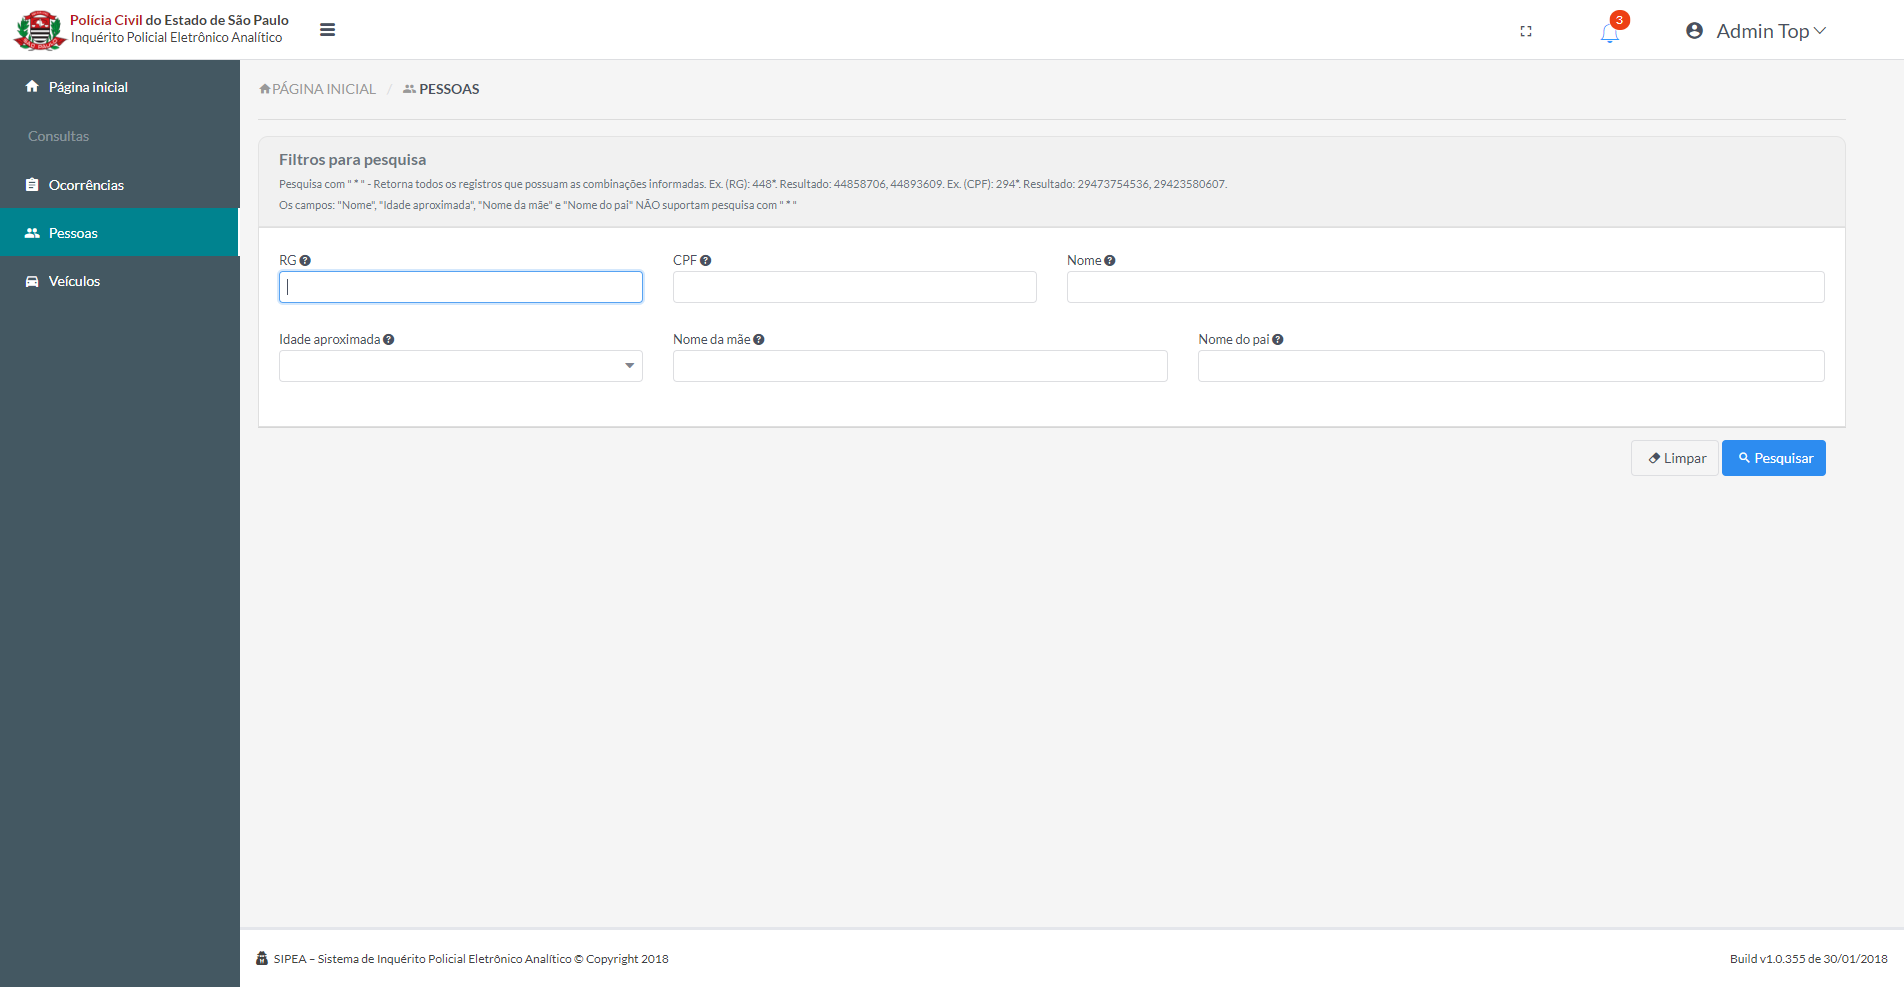 Polícia Civil do Estado de São Paulo
Inquérito Policial Eletrônico Analítico
3
Admin Top
Página inicial
Consultas
Ocorrências
Pessoas
Veículos
PÁGINA INICIAL / PESSOAS
Filtros para pesquisa
Pesquisa com " * " - Retorna todos os registros que possuam as combinações informadas. Ex. (RG): 448*. Resultado: 44858706, 44893609. Ex. (CPF): 294*. Resultado: 29473754536, 29423580607.
Os campos: "Nome", "Idade aproximada", "Nome da mãe" e "Nome do pai" NÃO suportam pesquisa com " * "
RG CPF Nome
Idade aproximada Nome da mãe Nome do pai
Limpar Pesquisar
SIPEA – Sistema de Inquérito Policial Eletrônico Analítico © Copyright 2018
Build v1.0.355 de 30/01/2018